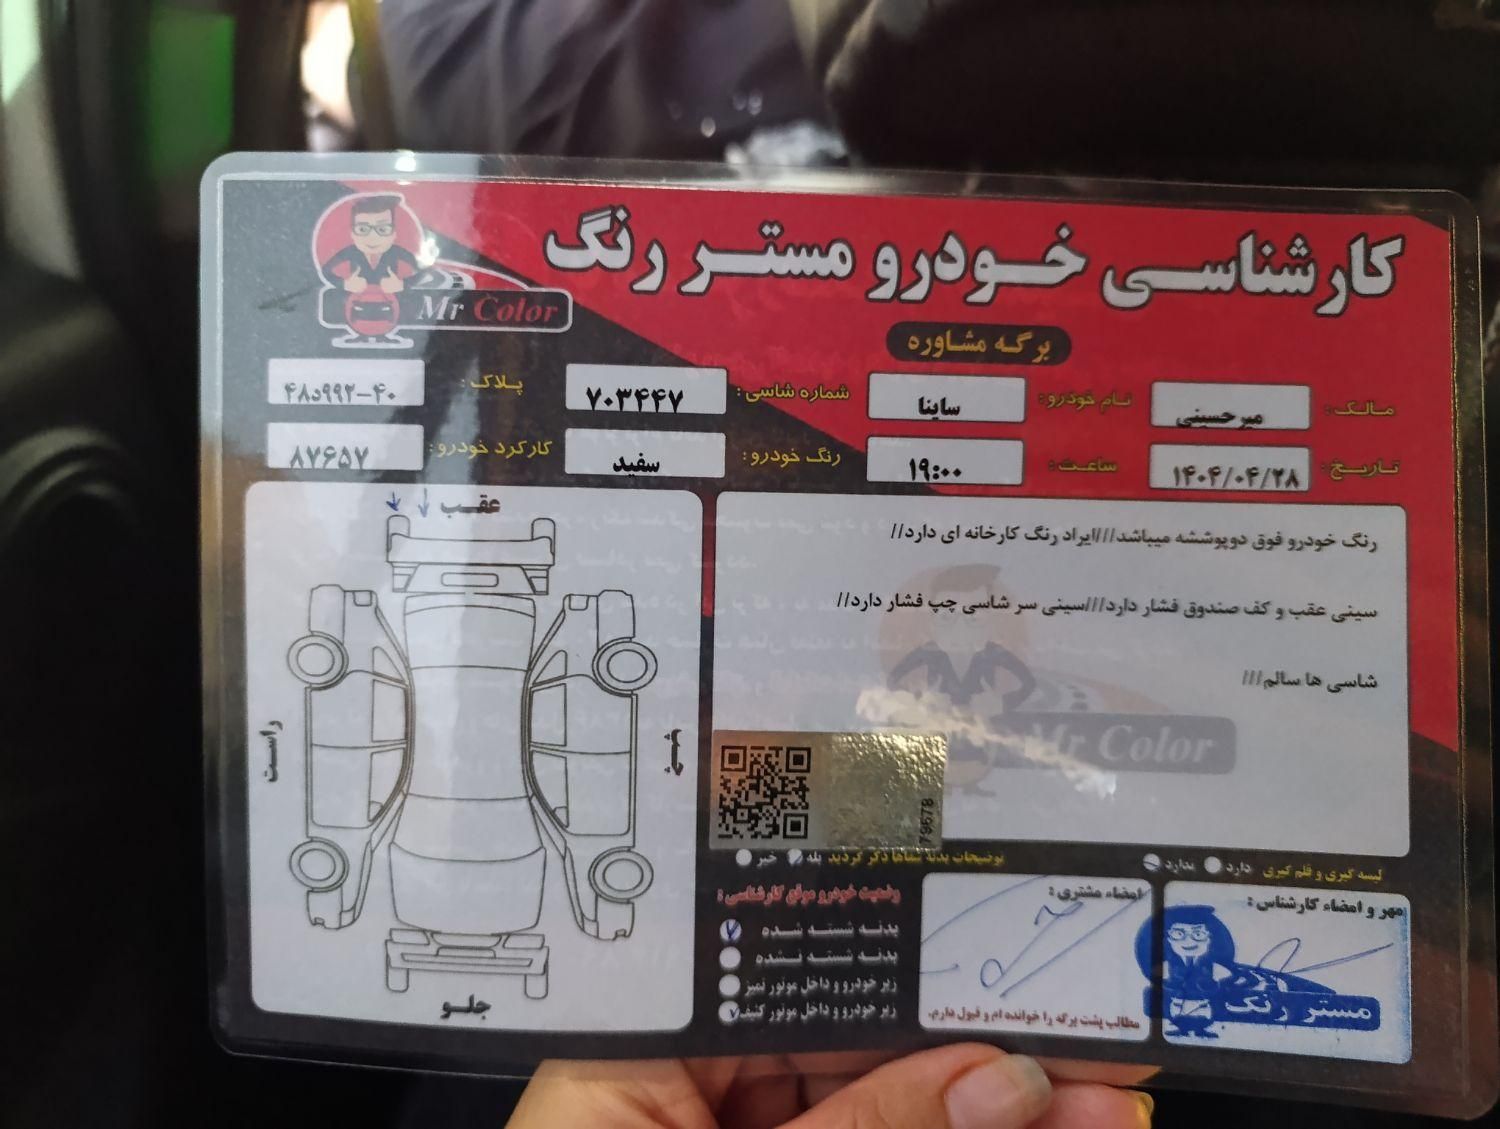 کارشناسی خودرو مستر رنگ
Mr Color
برگه مشاوره
مالک: میرحسینی
نام خودرو: ساینا
شماره شاسی: ۷۰۳۴۴۷
پلاک: ۴۸د۹۹۲-۴۰
تاریخ: ۱۴۰۴/۰۴/۲۸
ساعت: ۱۹:۰۰
رنگ خودرو: سفید
کارکرد خودرو: ۸۷۶۵۷
عقب
راست
چپ
جلو
رنگ خودرو فوق دوپوششه میباشد///ایراد رنگ کارخانه ای دارد//
سینی عقب و کف صندوق فشار دارد///سینی سر شاسی چپ فشار دارد//
شاسی ها سالم///
Mr Color
79678
لیسه گیری و قلم گیری دارد ندارد
توضیحات بدنه شفاها ذکر گردید بله خیر
وضعیت خودرو موقع کارشناسی:
بدنه شسته شده
بدنه شسته نشده
زیر خودرو و داخل موتور تمیز
زیر خودرو و داخل موتور کثیف
امضاء مشتری:
مطالب پشت برگه را خوانده ام و قبول دارم.
مهر و امضاء کارشناس:
مستر رنگ